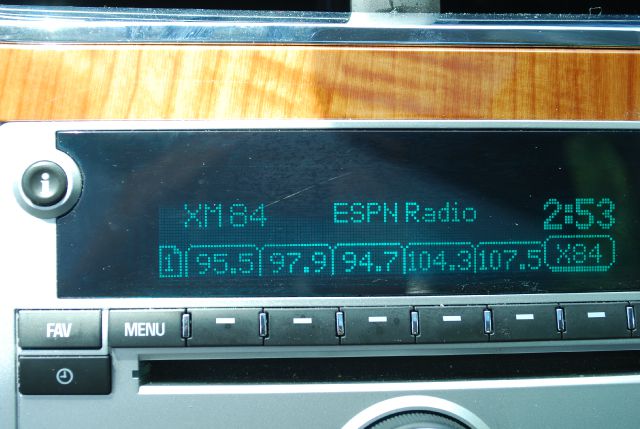 i
XM 84 ESPN Radio 2:53
1 95.5 97.9 94.7 104.3 107.5 X84
FAV MENU